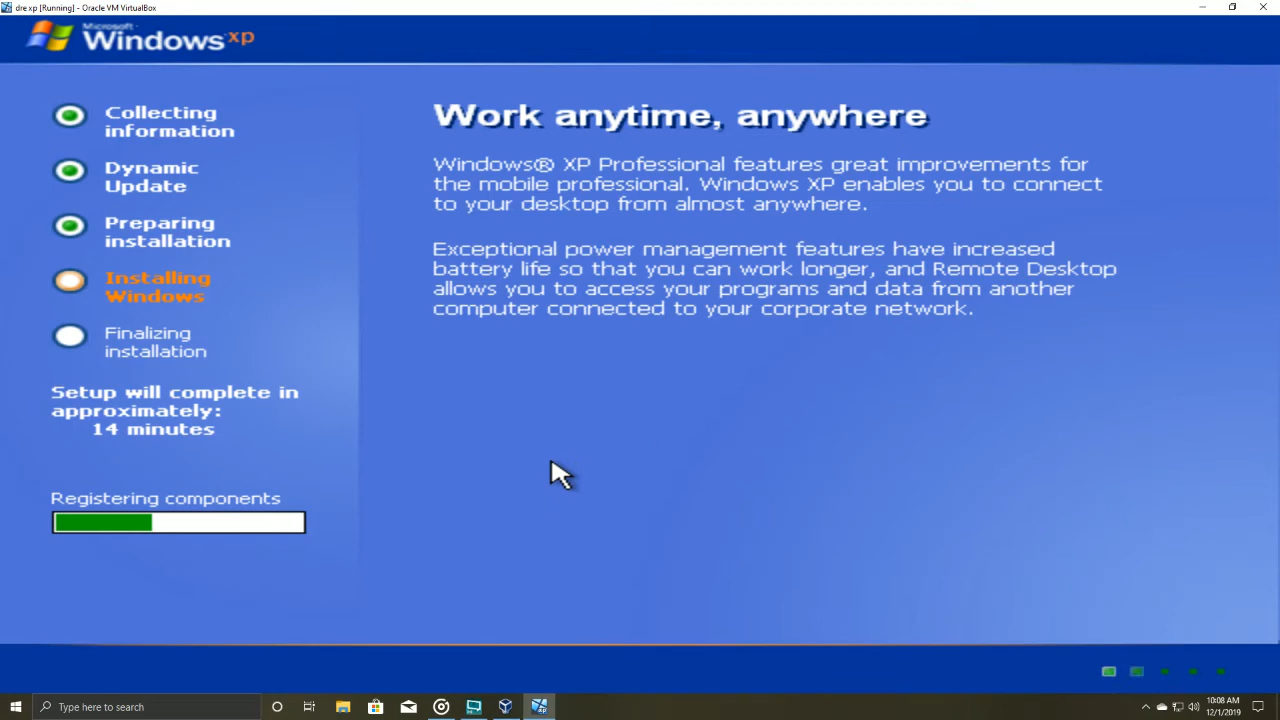 dre xp [Running] - Oracle VM VirtualBox
Microsoft
Windows xp
Collecting
information
Dynamic
Update
Preparing
installation
Installing
Windows
Finalizing
installation
Setup will complete in
approximately:
14 minutes
Registering components
Work anytime, anywhere
Windows® XP Professional features great improvements for
the mobile professional. Windows XP enables you to connect
to your desktop from almost anywhere.
Exceptional power management features have increased
battery life so that you can work longer, and Remote Desktop
allows you to access your programs and data from another
computer connected to your corporate network.
Type here to search
10:08 AM
12/1/2019